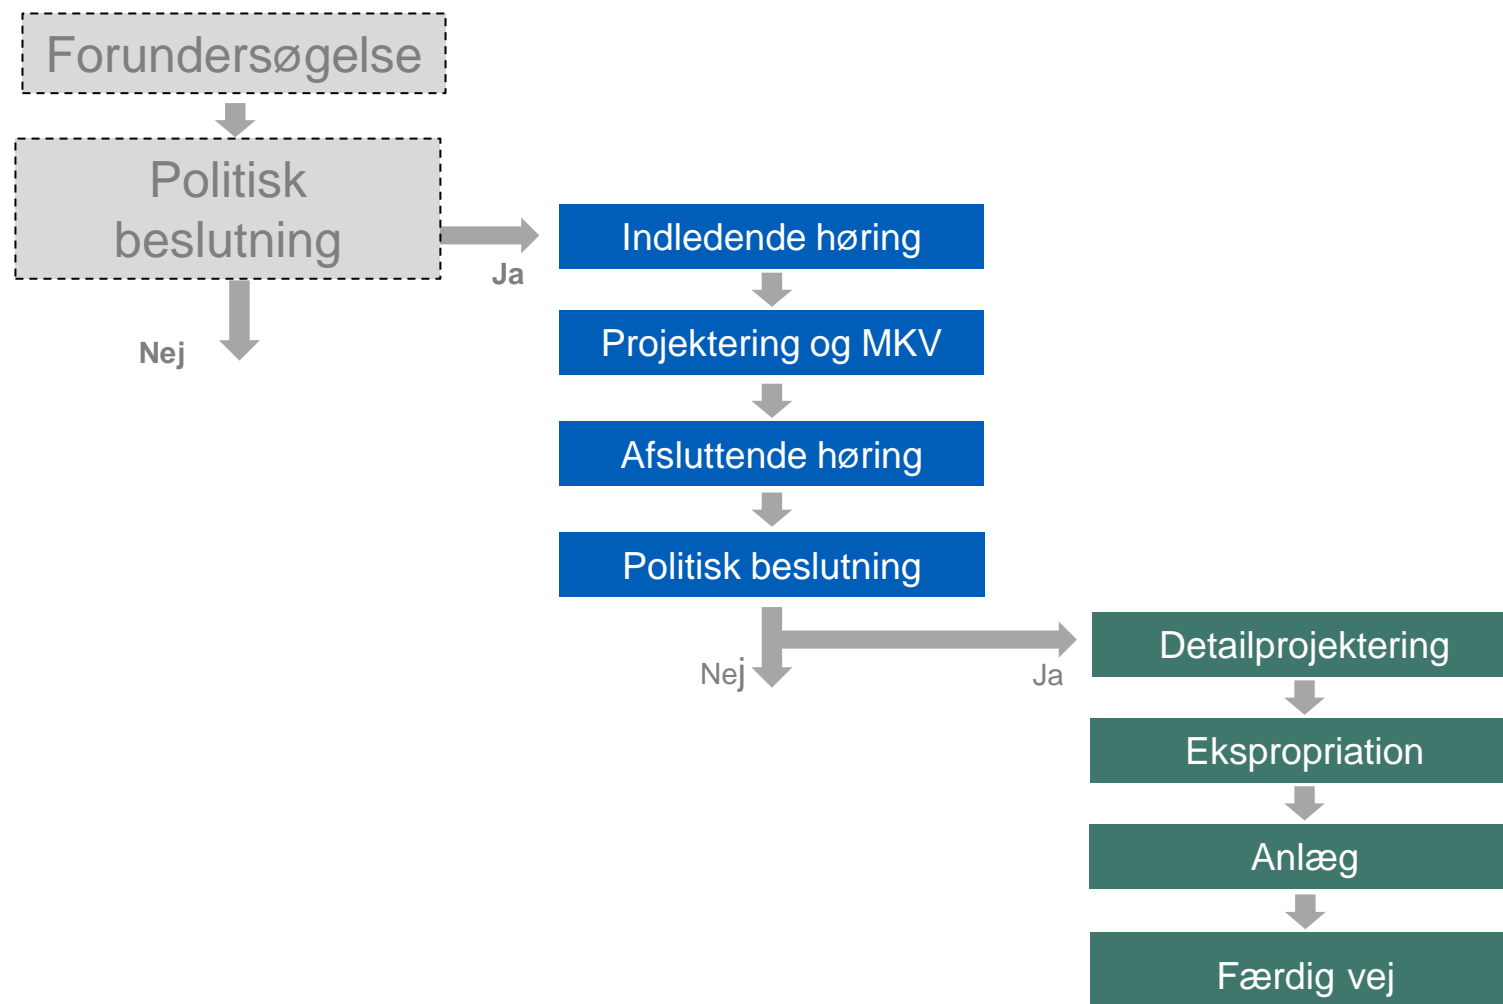 Forundersøgelse
Politisk
beslutning
Ja
Nej
Indledende høring
Projektering og MKV
Afsluttende høring
Politisk beslutning
Nej
Ja
Detailprojektering
Ekspropriation
Anlæg
Færdig vej